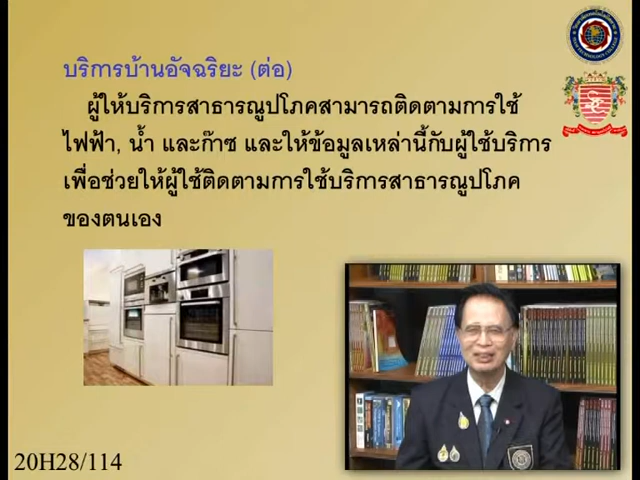 บริการบ้านอัจฉริยะ (ต่อ)
ผู้ให้บริการสาธารณูปโภคสามารถติดตามการใช้
ไฟฟ้า, น้ำ และก๊าซ และให้ข้อมูลเหล่านี้กับผู้ใช้บริการ
เพื่อช่วยให้ผู้ใช้ติดตามการใช้บริการสาธารณูปโภค
ของตนเอง
20H28/114